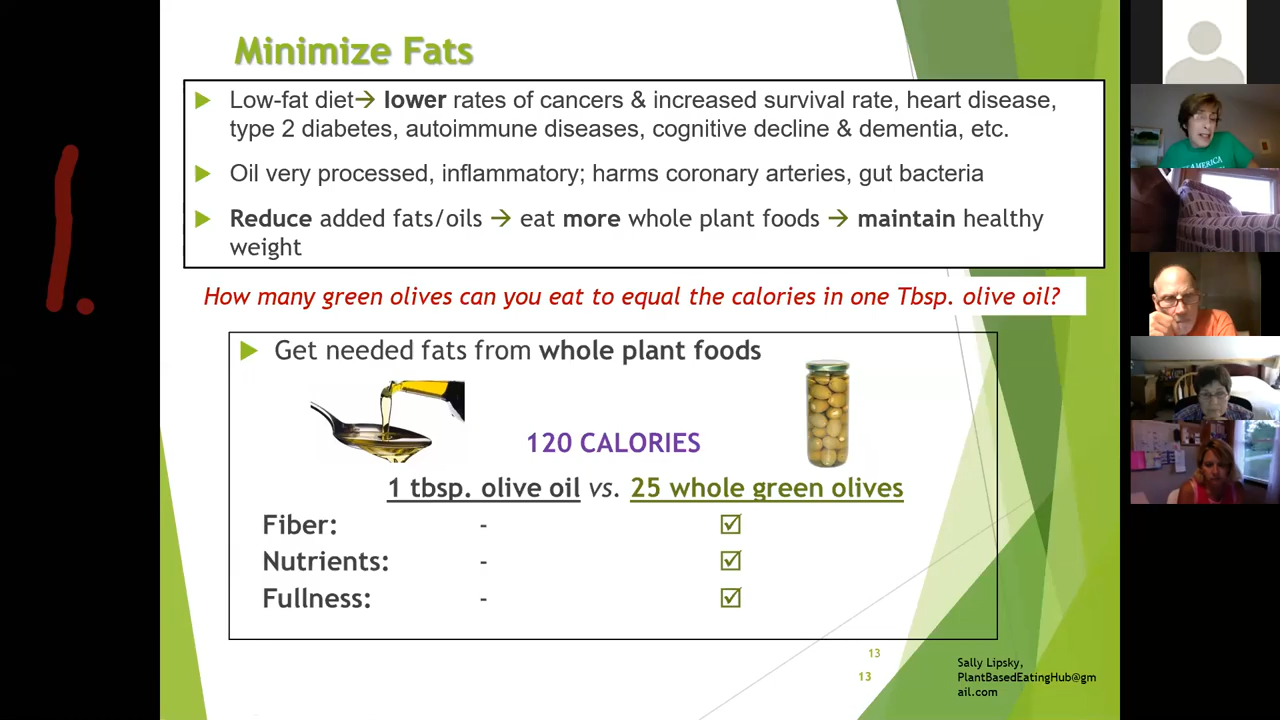 1.
Minimize Fats
Low-fat diet→ lower rates of cancers & increased survival rate, heart disease,
type 2 diabetes, autoimmune diseases, cognitive decline & dementia, etc.
Oil very processed, inflammatory; harms coronary arteries, gut bacteria
Reduce added fats/oils → eat more whole plant foods → maintain healthy
weight
How many green olives can you eat to equal the calories in one Tbsp. olive oil?
Get needed fats from whole plant foods
120 CALORIES
1 tbsp. olive oil vs. 25 whole green olives
Fiber: - ☑
Nutrients: - ☑
Fullness: - ☑
13
13
Sally Lipsky,
PlantBasedEatingHub@gm
ail.com
AMERICA